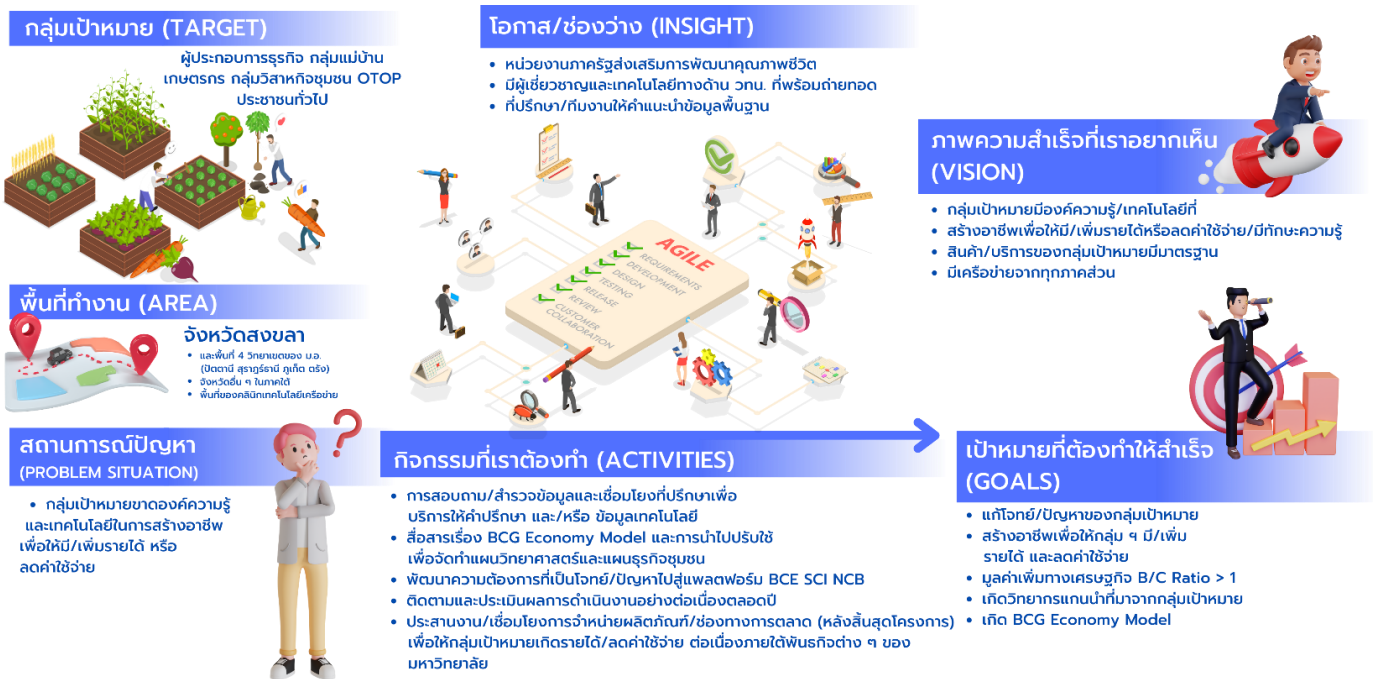 กลุ่มเป้าหมาย (TARGET)
ผู้ประกอบการธุรกิจ กลุ่มแม่บ้าน
เกษตรกร กลุ่มวิสาหกิจชุมชน OTOP
ประชาชนทั่วไป
โอกาส/ช่องว่าง (INSIGHT)
• หน่วยงานภาครัฐส่งเสริมการพัฒนาคุณภาพชีวิต
• มีผู้เชี่ยวชาญและเทคโนโลยีทางด้าน วทน. ที่พร้อมถ่ายทอด
• ที่ปรึกษา/ทีมงานให้คำแนะนำข้อมูลพื้นฐาน
AGILE
REQUIREMENTS
DEVELOPMENT
DESIGN
TESTING
RELEASE
REVIEW
CUSTOMER
COLLABORATION
ภาพความสำเร็จที่เราอยากเห็น
(VISION)
• กลุ่มเป้าหมายมีองค์ความรู้/เทคโนโลยีที่
• สร้างอาชีพเพื่อให้มี/เพิ่มรายได้หรือลดค่าใช้จ่าย/มีทักษะความรู้
• สินค้า/บริการของกลุ่มเป้าหมายมีมาตรฐาน
• มีเครือข่ายจากทุกภาคส่วน
พื้นที่ทำงาน (AREA)
จังหวัดสงขลา
• และพื้นที่ 4 วิทยาเขตของ ม.อ.
(ปัตตานี สุราฎร์ธานี ภูเก็ต ตรัง)
• จังหวัดอื่น ๆ ในภาคใต้
• พื้นที่ของคลินิกเทคโนโลยีเครือข่าย
สถานการณ์ปัญหา
(PROBLEM SITUATION)
• กลุ่มเป้าหมายขาดองค์ความรู้
และเทคโนโลยีในการสร้างอาชีพ
เพื่อให้มี/เพิ่มรายได้ หรือ
ลดค่าใช้จ่าย
กิจกรรมที่เราต้องทำ (ACTIVITIES)
• การสอบถาม/สำรวจข้อมูลและเชื่อมโยงที่ปรึกษาเพื่อ
บริการให้คำปรึกษา และ/หรือ ข้อมูลเทคโนโลยี
• สื่อสารเรื่อง BCG Economy Model และการนำไปปรับใช้
เพื่อจัดทำแผนวิทยาศาสตร์และแผนธุรกิจชุมชน
• พัฒนาความต้องการที่เป็นโจทย์/ปัญหาไปสู่แพลตฟอร์ม BCE SCI NCB
• ติดตามและประเมินผลการดำเนินงานอย่างต่อเนื่องตลอดปี
• ประสานงาน/เชื่อมโยงการจำหน่ายผลิตภัณฑ์/ช่องทางการตลาด (หลังสิ้นสุดโครงการ)
เพื่อให้กลุ่มเป้าหมายเกิดรายได้/ลดค่าใช้จ่าย ต่อเนื่องภายใต้พันธกิจต่าง ๆ ของ
มหาวิทยาลัย
เป้าหมายที่ต้องทำให้สำเร็จ
(GOALS)
• แก้โจทย์/ปัญหาของกลุ่มเป้าหมาย
• สร้างอาชีพเพื่อให้กลุ่ม ฯ มี/เพิ่ม
รายได้ และลดค่าใช้จ่าย
• มูลค่าเพิ่มทางเศรษฐกิจ B/C Ratio > 1
• เกิดวิทยากรแกนนำที่มาจากกลุ่มเป้าหมาย
• เกิด BCG Economy Model